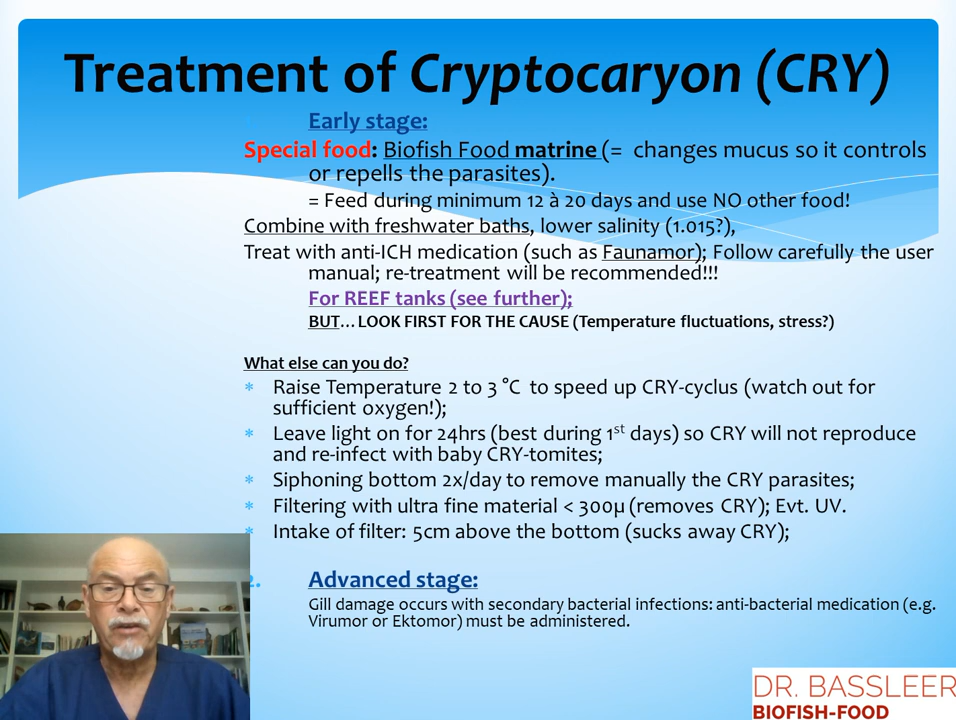 Treatment of Cryptocaryon (CRY)
Early stage:
Special food: Biofish Food matrine (= changes mucus so it controls
or repells the parasites).
= Feed during minimum 12 à 20 days and use NO other food!
Combine with freshwater baths, lower salinity (1.015?),
Treat with anti-ICH medication (such as Faunamor); Follow carefully the user
manual; re-treatment will be recommended!!!
For REEF tanks (see further);
BUT…LOOK FIRST FOR THE CAUSE (Temperature fluctuations, stress?)
What else can you do?
* Raise Temperature 2 to 3 °C to speed up CRY-cyclus (watch out for
sufficient oxygen!);
* Leave light on for 24hrs (best during 1st days) so CRY will not reproduce
and re-infect with baby CRY-tomites;
* Siphoning bottom 2x/day to remove manually the CRY parasites;
* Filtering with ultra fine material < 300µ (removes CRY); Evt. UV.
* Intake of filter: 5cm above the bottom (sucks away CRY);
2. Advanced stage:
Gill damage occurs with secondary bacterial infections: anti-bacterial medication (e.g.
Virumor or Ektomor) must be administered.
DR. BASSLEER
BIOFISH-FOOD